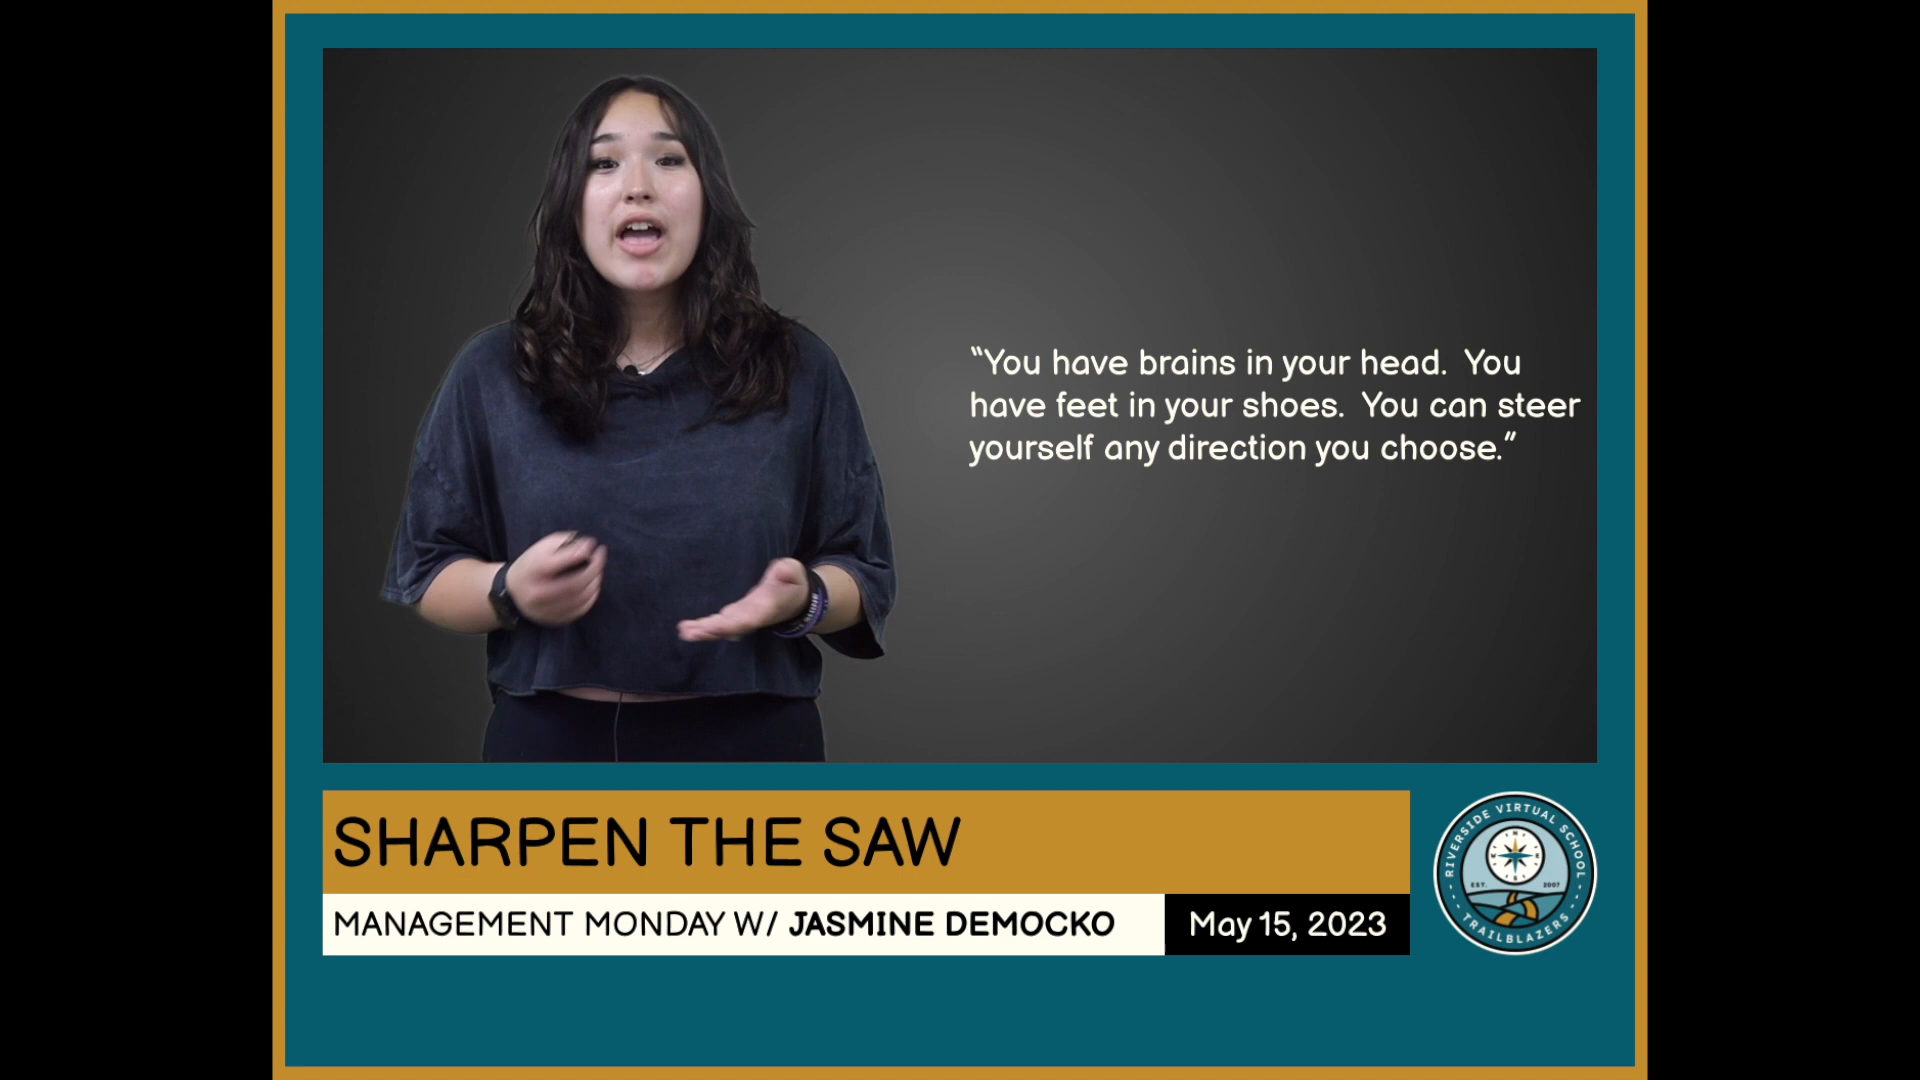 “You have brains in your head.  You
have feet in your shoes.  You can steer
yourself any direction you choose.”
SHARPEN THE SAW
MANAGEMENT MONDAY W/ JASMINE DEMOCKO
May 15, 2023
RIVERSIDE VIRTUAL SCHOOL
EST. 2007
TRAILBLAZERS